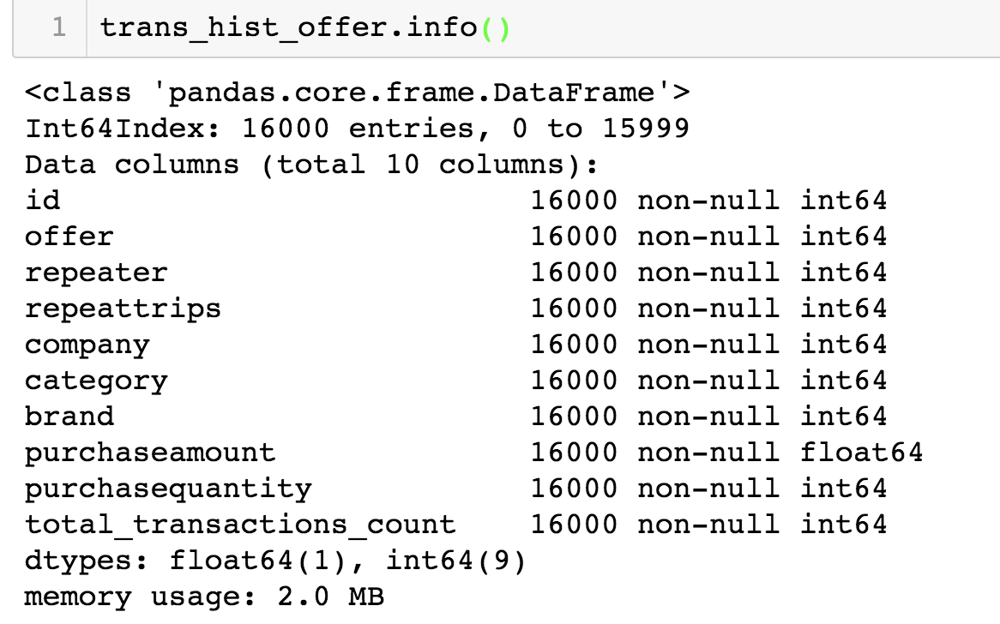 1 trans_hist_offer.info()
<class 'pandas.core.frame.DataFrame'>
Int64Index: 16000 entries, 0 to 15999
Data columns (total 10 columns):
id                            16000 non-null int64
offer                         16000 non-null int64
repeater                      16000 non-null int64
repeattrips                   16000 non-null int64
company                       16000 non-null int64
category                      16000 non-null int64
brand                         16000 non-null int64
purchaseamount                16000 non-null float64
purchasequantity              16000 non-null int64
total_transactions_count      16000 non-null int64
dtypes: float64(1), int64(9)
memory usage: 2.0 MB